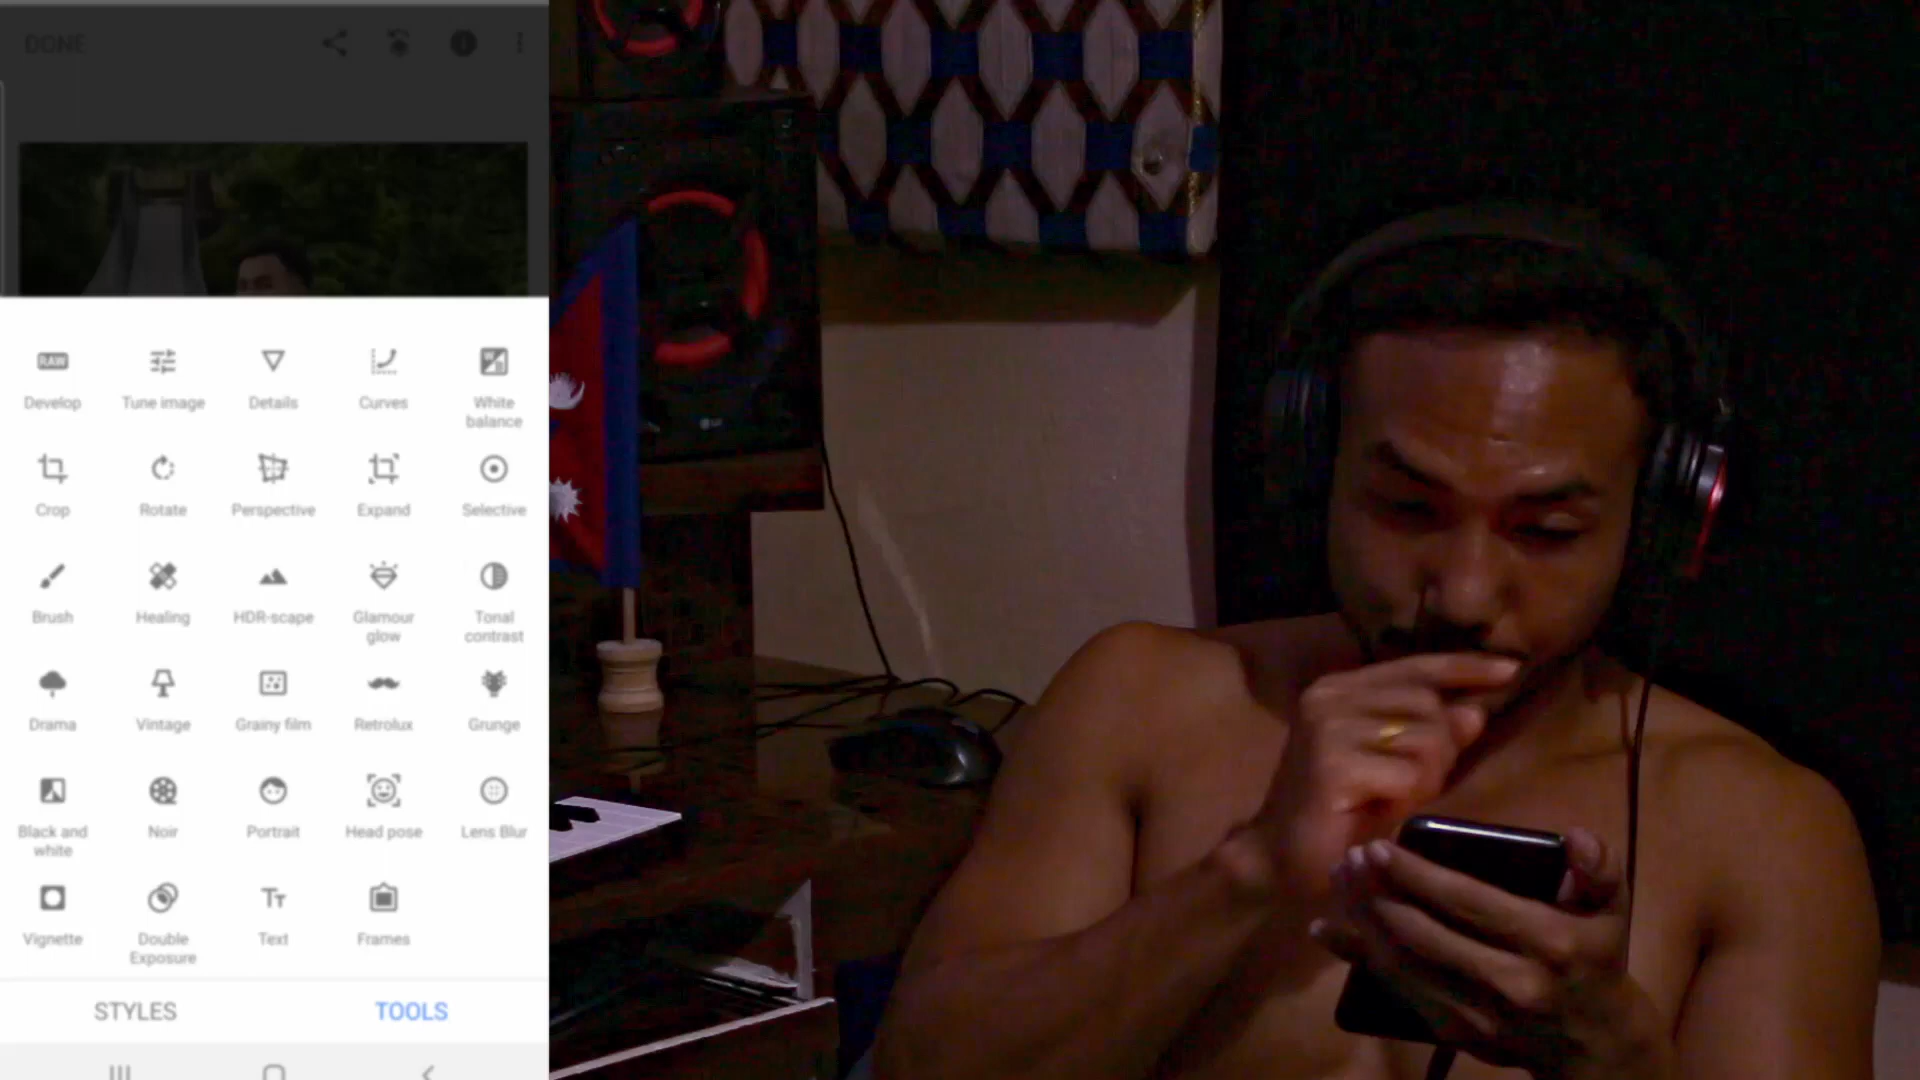 DONE
RAW
Develop
Tune image
Details
Curves
White
balance
Crop
Rotate
Perspective
Expand
Selective
Brush
Healing
HDR-scape
Glamour
glow
Tonal
contrast
Drama
Vintage
Grainy film
Retrolux
Grunge
Black and
white
Noir
Portrait
Head pose
Lens Blur
Vignette
Double
Exposure
Tт
Text
Frames
STYLES
TOOLS